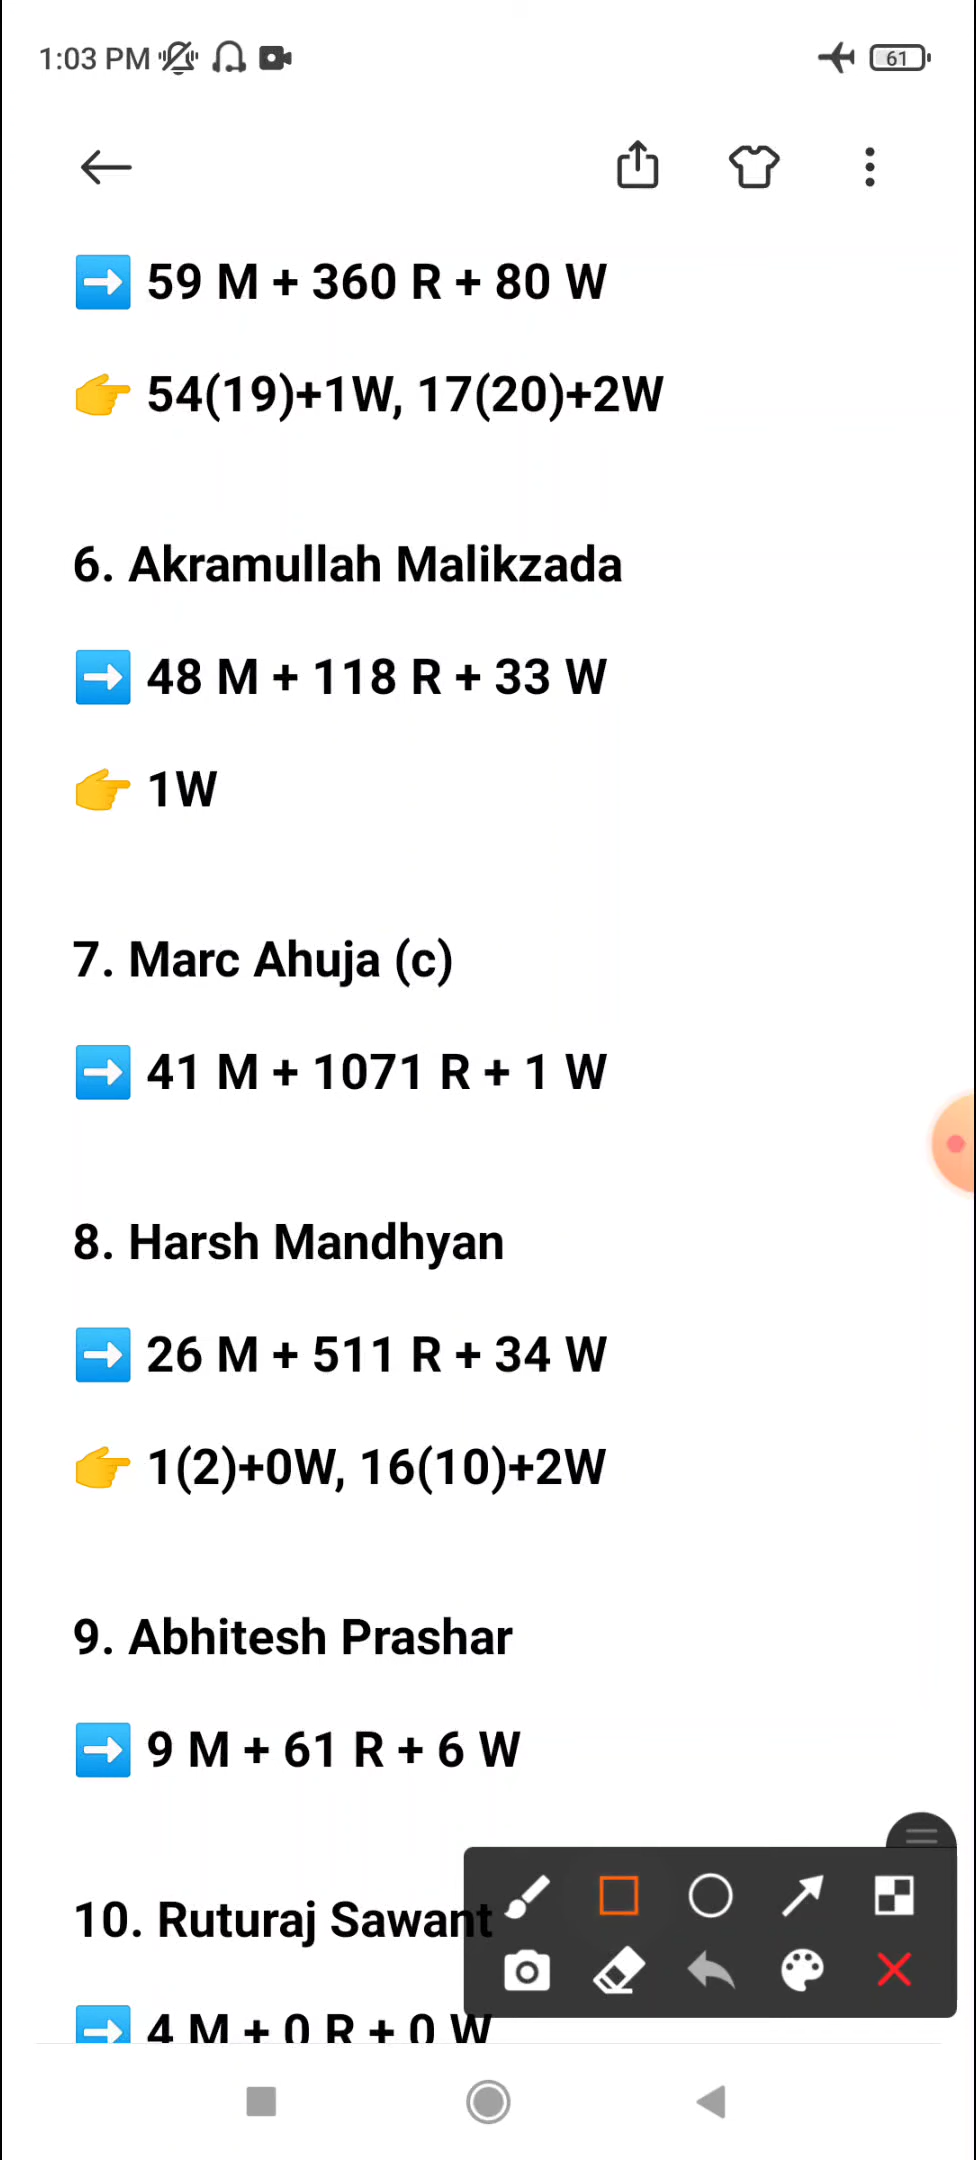 1:03 PM
61
59 M + 360 R + 80 W
54(19)+1W, 17(20)+2W
6. Akramullah Malikzada
48 M + 118 R + 33 W
1W
7. Marc Ahuja (c)
41 M + 1071 R + 1 W
8. Harsh Mandhyan
26 M + 511 R + 34 W
1(2)+0W, 16(10)+2W
9. Abhitesh Prashar
9 M + 61 R + 6 W
10. Ruturaj Sawant
4 M + 0 R + 0 W